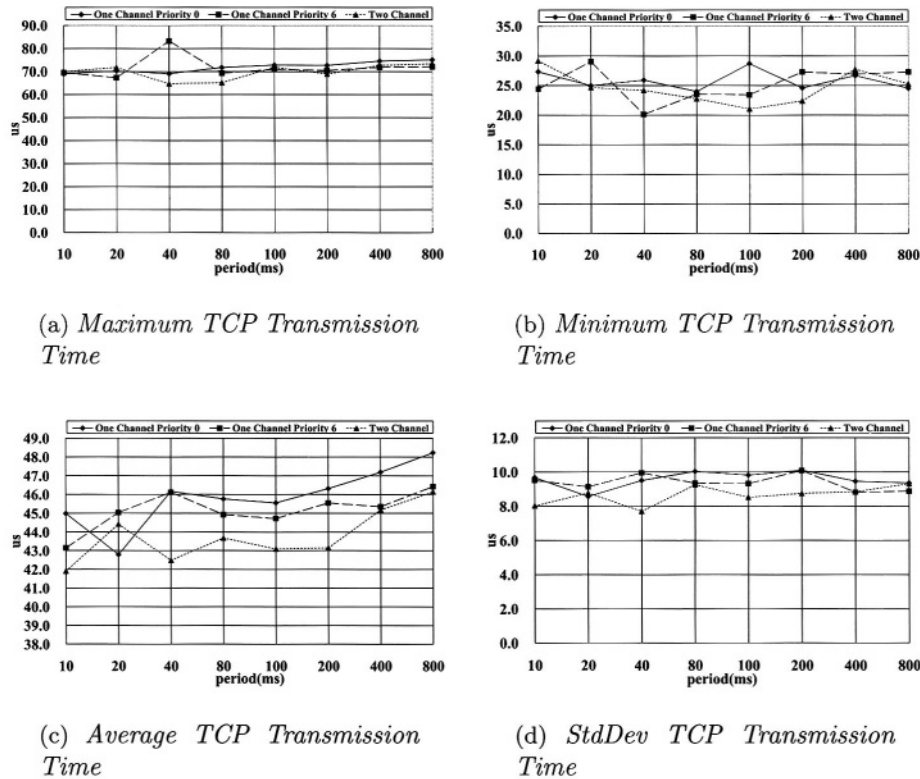 One Channel Priority 0 One Channel Priority 6 Two Channel
90.0
80.0
70.0
60.0
50.0
40.0
30.0
20.0
10.0
0.0
us
10 20 40 80 100 200 400 800
period(ms)
(a) Maximum TCP Transmission
Time
One Channel Priority 0 One Channel Priority 6 Two Channel
35.0
30.0
25.0
20.0
15.0
10.0
5.0
0.0
us
10 20 40 80 100 200 400 800
period(ms)
(b) Minimum TCP Transmission
Time
One Channel Priority 0 One Channel Priority 6 Two Channel
49.0
48.0
47.0
46.0
45.0
44.0
43.0
42.0
41.0
40.0
39.0
38.0
us
10 20 40 80 100 200 400 800
period(ms)
(c) Average TCP Transmission
Time
One Channel Priority 0 One Channel Priority 6 Two Channel
12.0
10.0
8.0
6.0
4.0
2.0
0.0
us
10 20 40 80 100 200 400 800
period(ms)
(d) StdDev TCP Transmission
Time